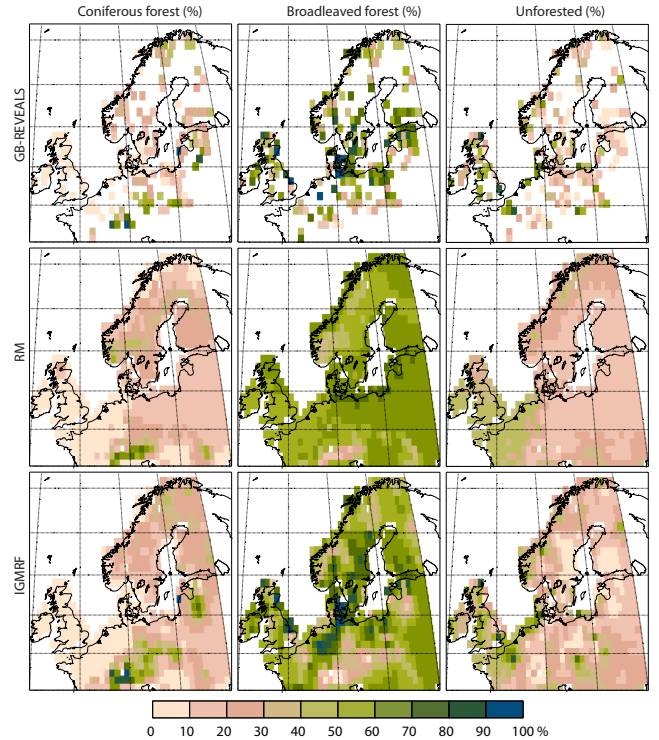 Coniferous forest (%) Broadleaved forest (%) Unforested (%)
GB-REVEALS
RM
IGMRF
0 10 20 30 40 50 60 70 80 90 100 %